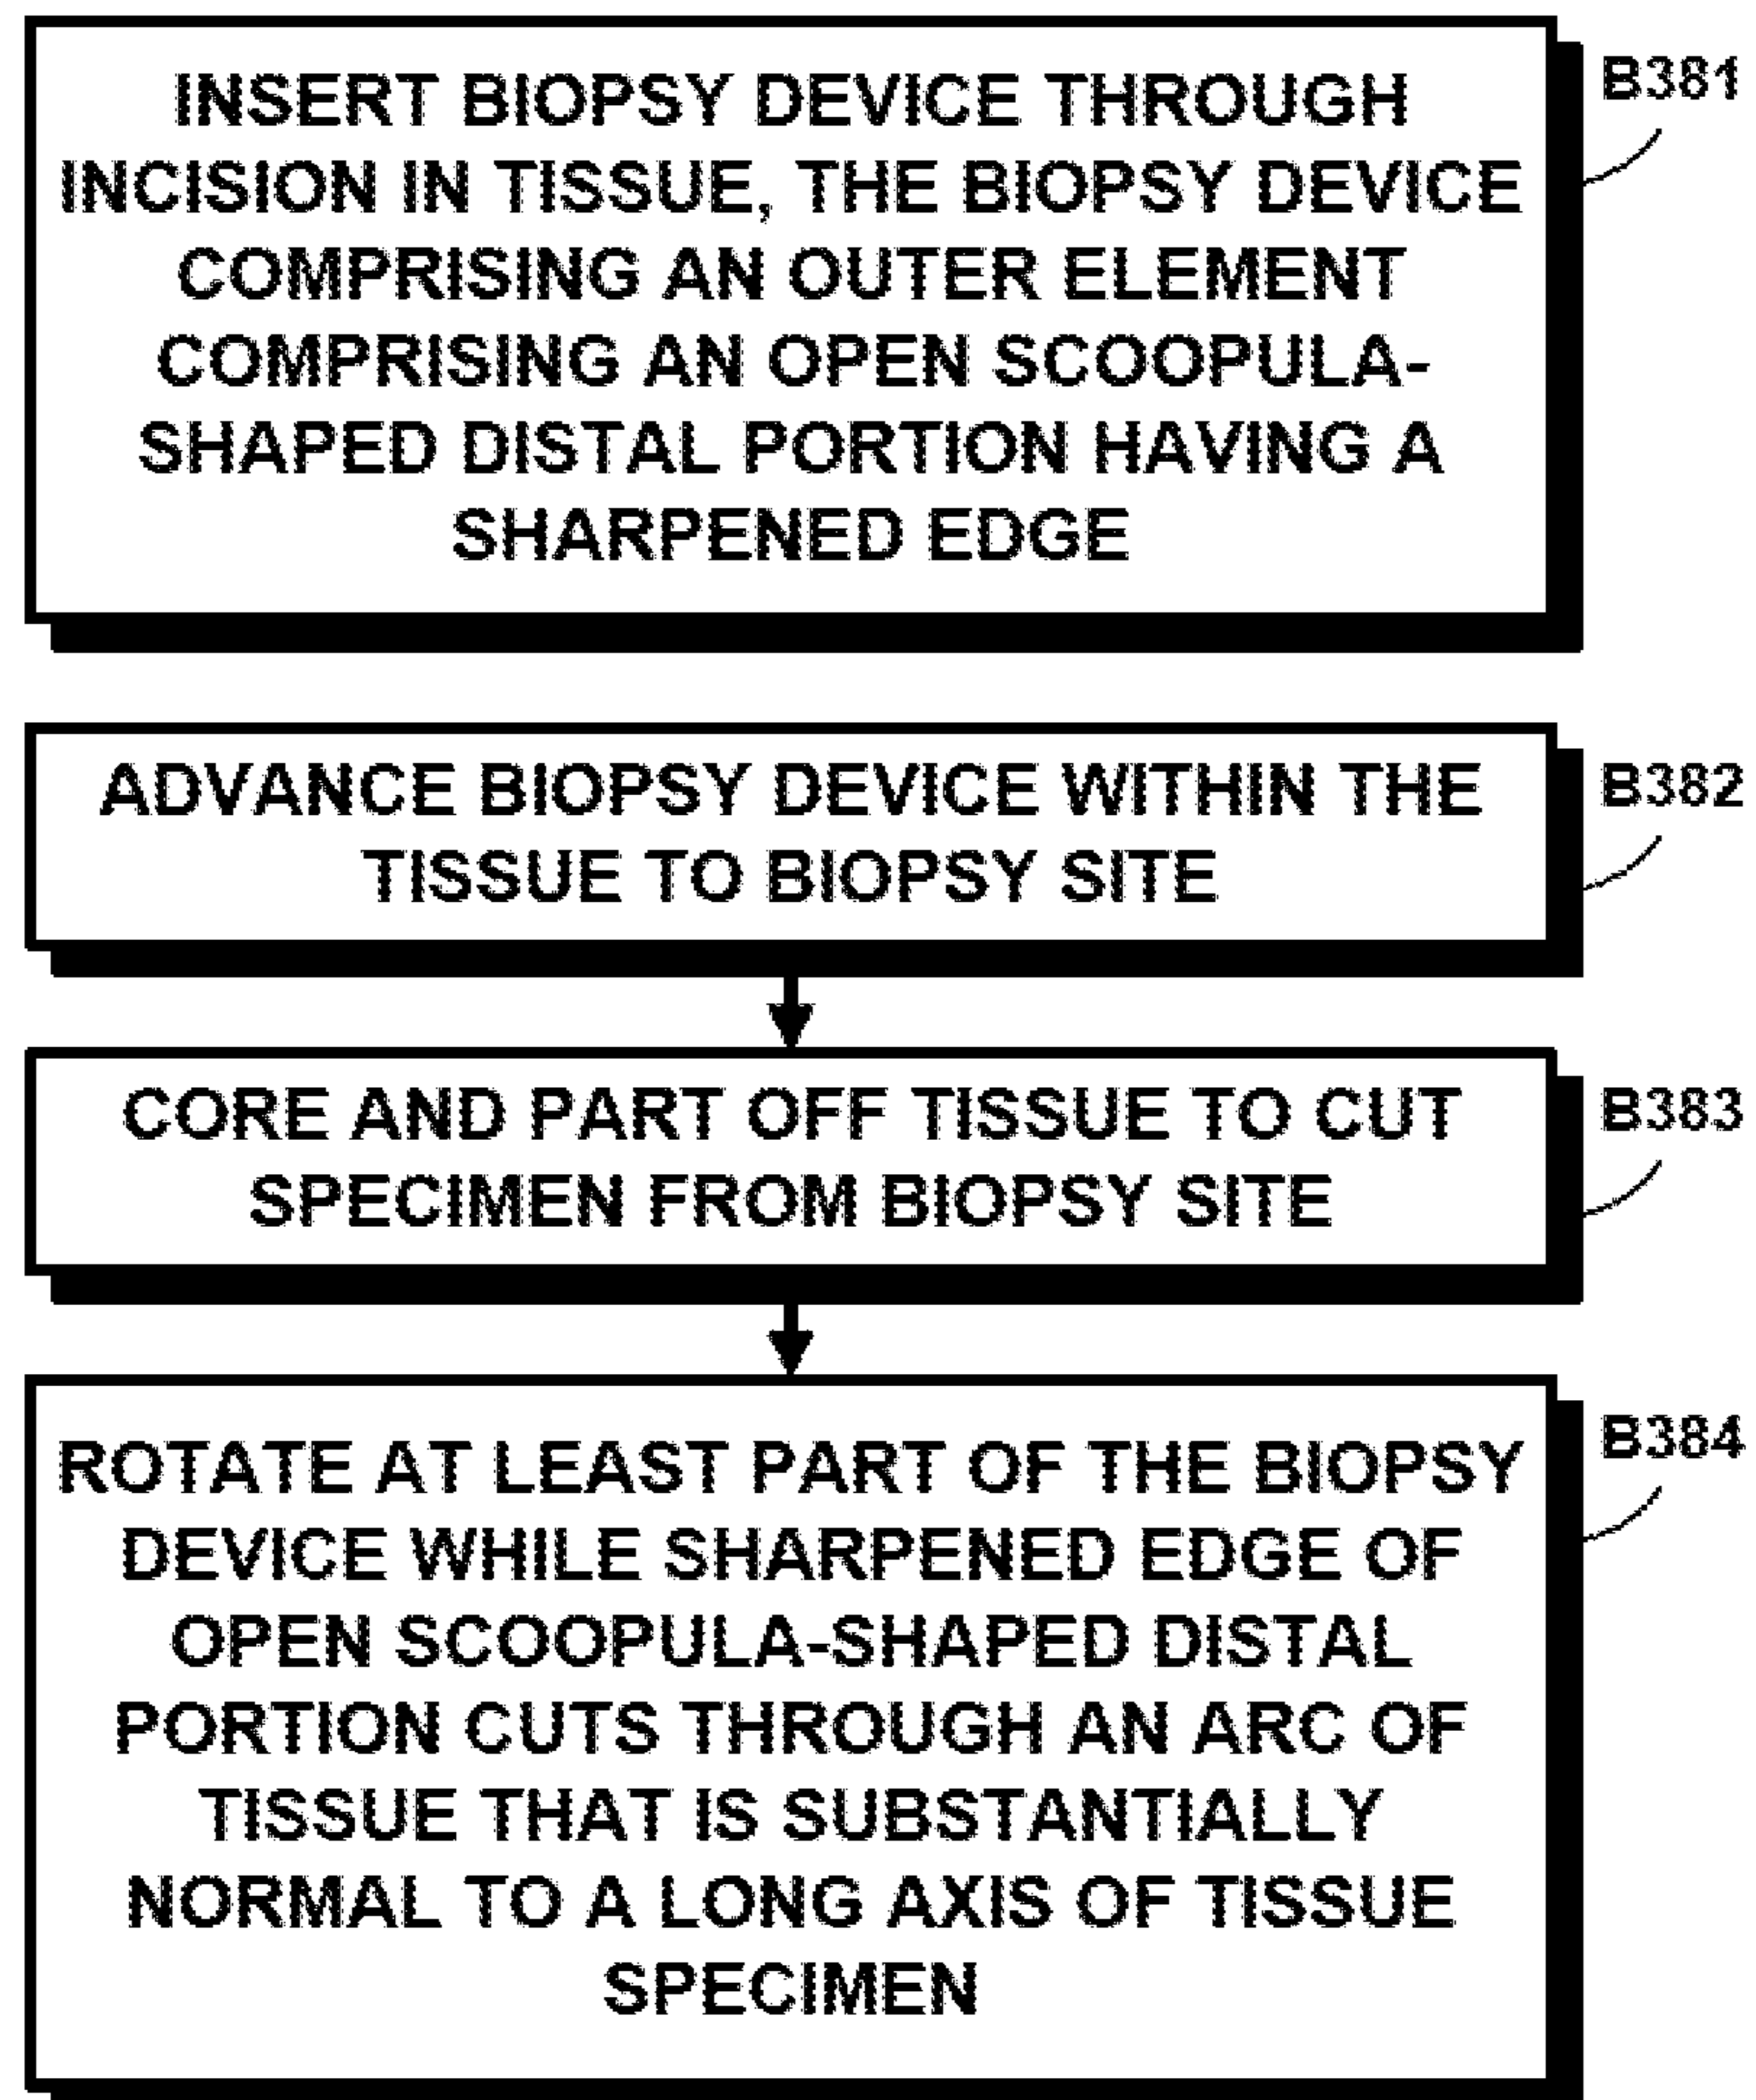 INSERT BIOPSY DEVICE THROUGH
INCISION IN TISSUE, THE BIOPSY DEVICE
COMPRISING AN OUTER ELEMENT
COMPRISING AN OPEN SCOOPULA-
SHAPED DISTAL PORTION HAVING A
SHARPENED EDGE
B381
ADVANCE BIOPSY DEVICE WITHIN THE
TISSUE TO BIOPSY SITE
B382
CORE AND PART OFF TISSUE TO CUT
SPECIMEN FROM BIOPSY SITE
B383
ROTATE AT LEAST PART OF THE BIOPSY
DEVICE WHILE SHARPENED EDGE OF
OPEN SCOOPULA-SHAPED DISTAL
PORTION CUTS THROUGH AN ARC OF
TISSUE THAT IS SUBSTANTIALLY
NORMAL TO A LONG AXIS OF TISSUE
SPECIMEN
B384